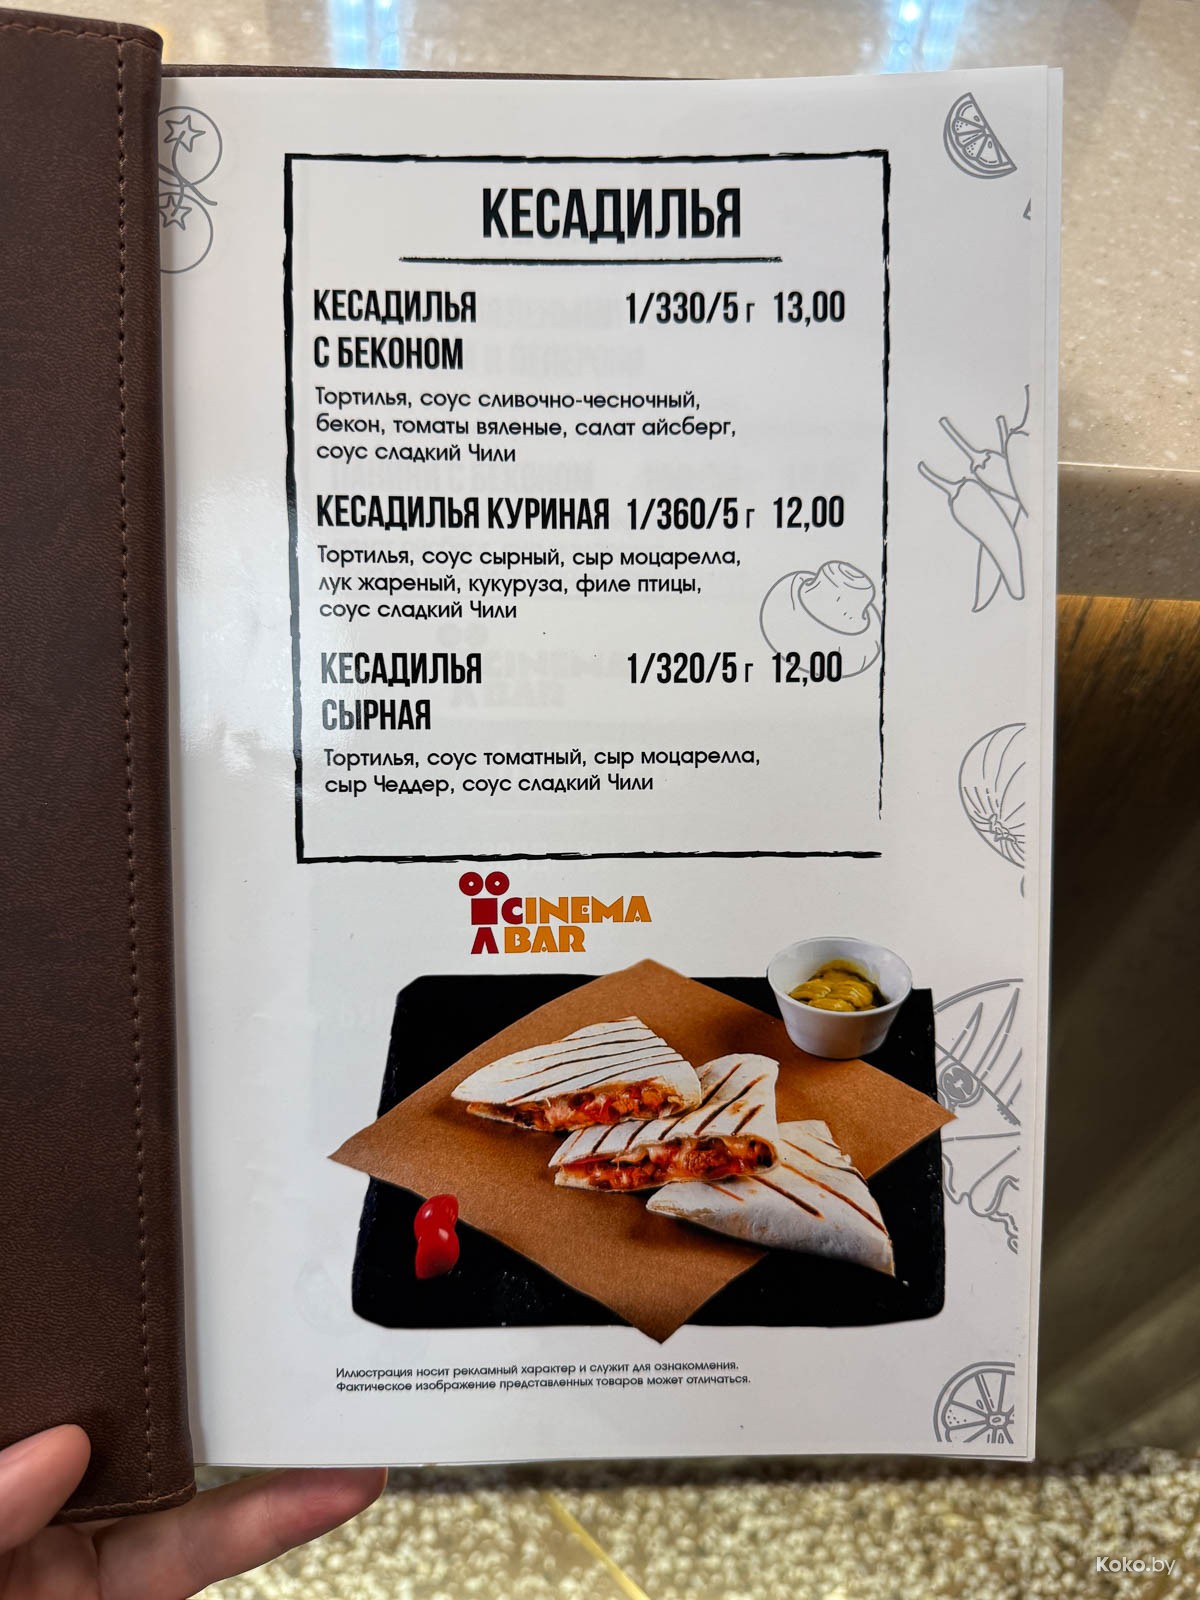 КЕСАДИЛЬЯ
КЕСАДИЛЬЯ 1/330/5 г 13,00
С БЕКОНОМ
Тортилья, соус сливочно-чесночный,
бекон, томаты вяленые, салат айсберг,
соус сладкий Чили
КЕСАДИЛЬЯ КУРИНАЯ 1/360/5 г 12,00
Тортилья, соус сырный, сыр моцарелла,
лук жареный, кукуруза, филе птицы,
соус сладкий Чили
КЕСАДИЛЬЯ 1/320/5 г 12,00
СЫРНАЯ
Тортилья, соус томатный, сыр моцарелла,
сыр Чеддер, соус сладкий Чили
CINEMA
BAR
Иллюстрация носит рекламный характер и служит для ознакомления.
Фактическое изображение представленных товаров может отличаться.
Koko.by